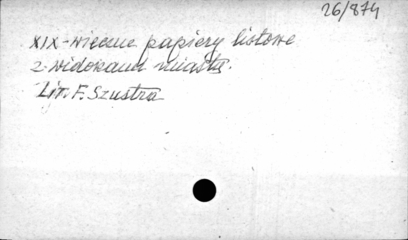 26/874
XIX-wieczne papiery listowe
z widokami miasta.
Lit. F. Szustra